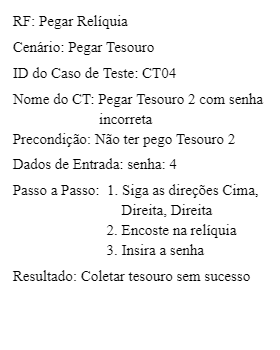 RF: Pegar Relíquia
Cenário: Pegar Tesouro
ID do Caso de Teste: CT04
Nome do CT: Pegar Tesouro 2 com senha
incorreta
Precondição: Não ter pego Tesouro 2
Dados de Entrada: senha: 4
Passo a Passo: 1. Siga as direções Cima,
Direita, Direita
2. Encoste na relíquia
3. Insira a senha
Resultado: Coletar tesouro sem sucesso